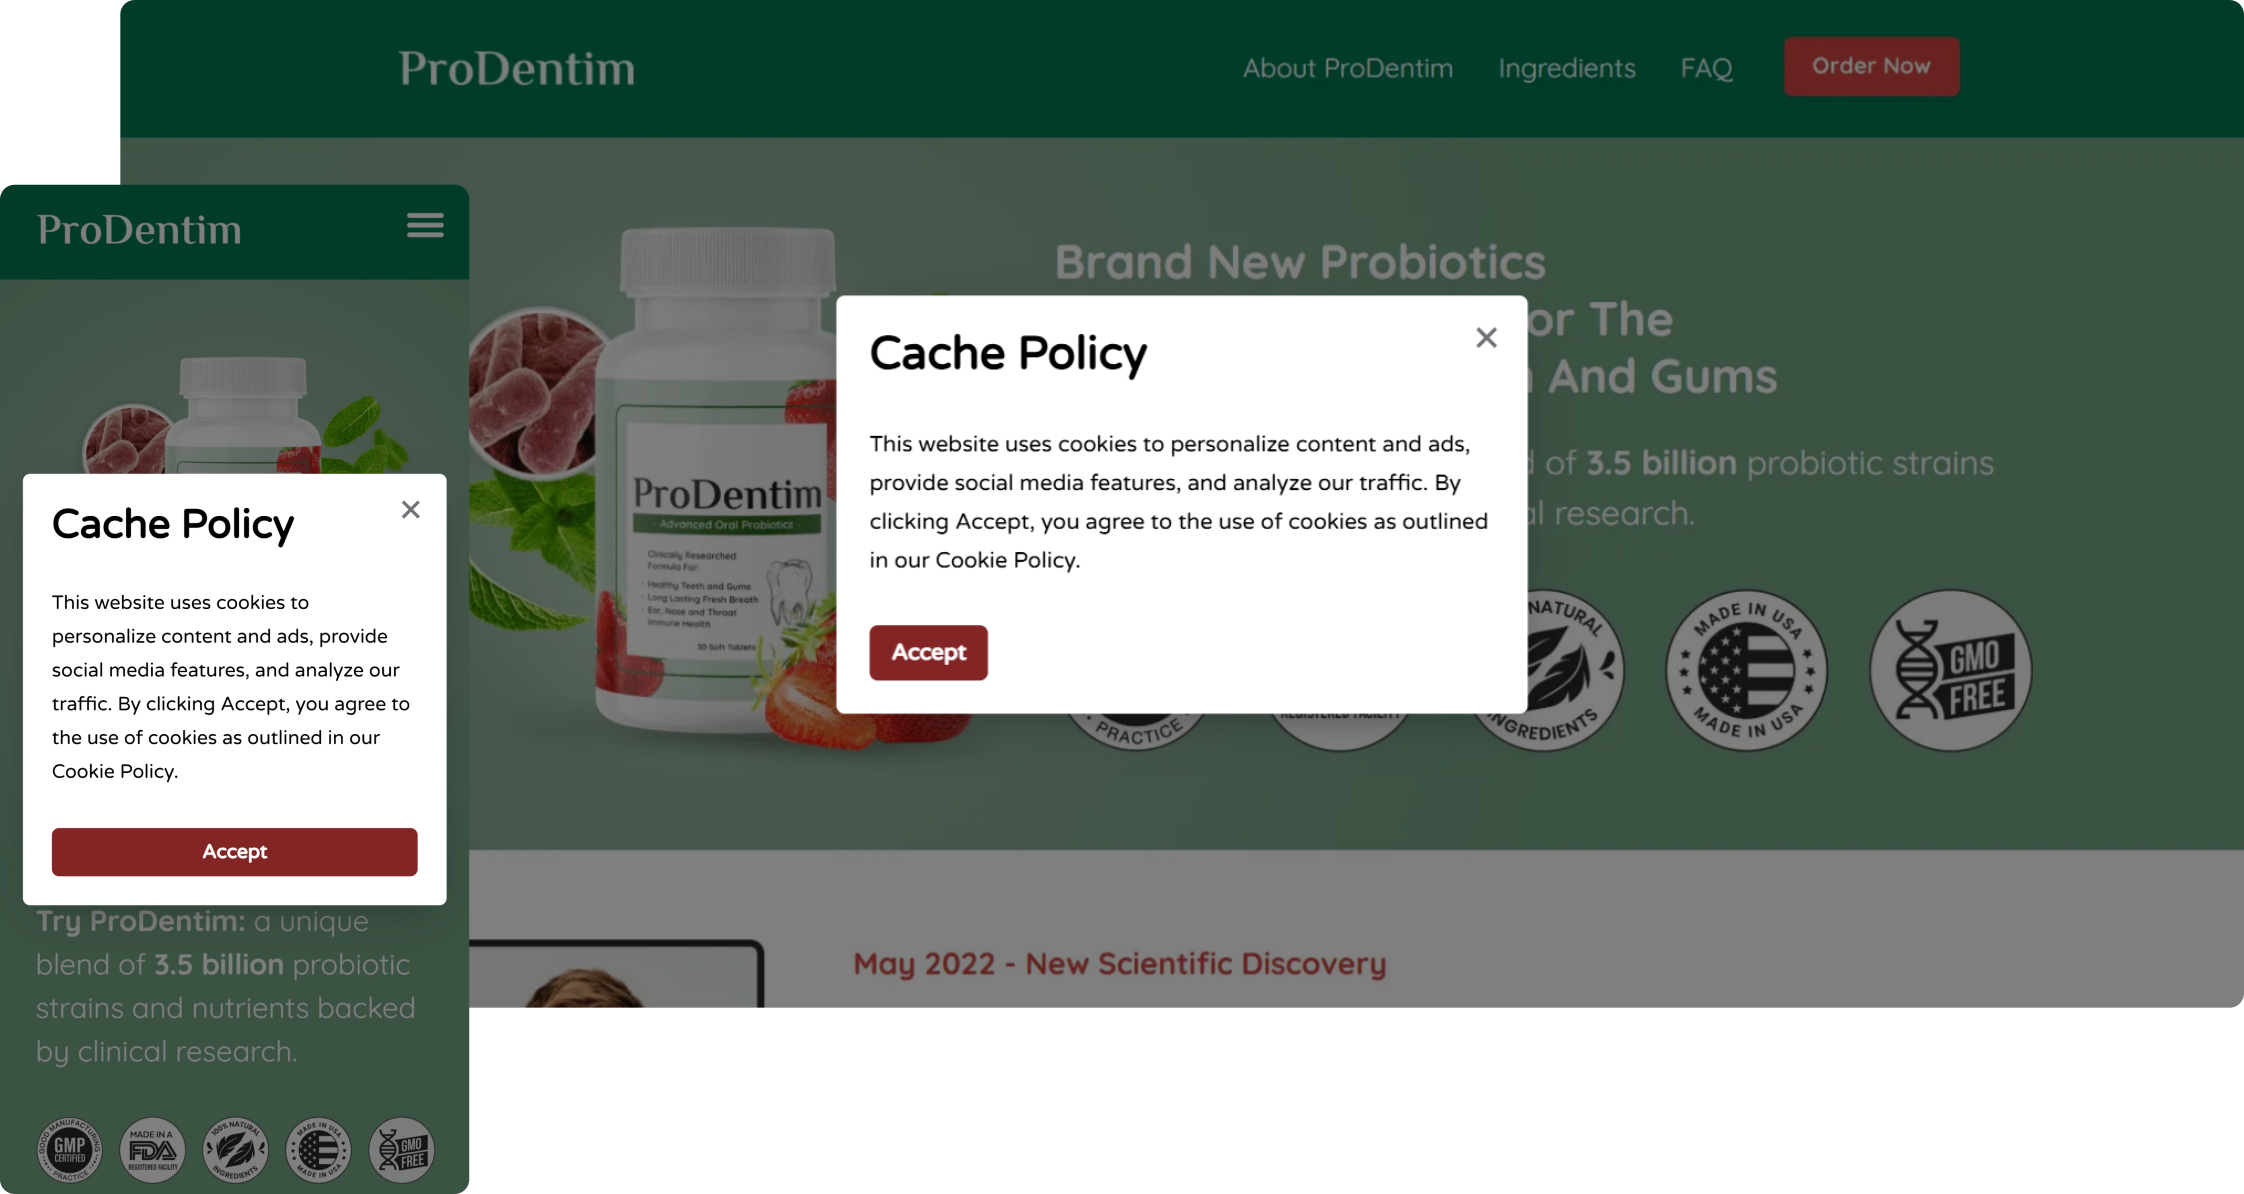 ProDentim
About ProDentim
Ingredients
FAQ
Order Now
Brand New Probiotics
or The
And Gums
of 3.5 billion probiotic strains
research.
ProDentim
- Advanced Oral Probiotics -
Clinically Researched
Formula For:
· Healthy Teeth and Gums
· Long Lasting Fresh Breath
· Ear, Nose and Throat
Immune Health
30 Soft Tablets
Cache Policy
This website uses cookies to personalize content and ads,
provide social media features, and analyze our traffic. By
clicking Accept, you agree to the use of cookies as outlined
in our Cookie Policy.
Accept
· PRACTICE ·
REGISTERED FACILITY
NATURAL
INGREDIENTS
MADE IN USA
MADE IN USA
GMO
FREE
May 2022 - New Scientific Discovery
ProDentim
Cache Policy
This website uses cookies to
personalize content and ads, provide
social media features, and analyze our
traffic. By clicking Accept, you agree to
the use of cookies as outlined in our
Cookie Policy.
Accept
Try ProDentim: a unique
blend of 3.5 billion probiotic
strains and nutrients backed
by clinical research.
GOOD MANUFACTURING
GMP
CERTIFIED
· PRACTICE ·
MADE IN A
FDA
REGISTERED FACILITY
100% NATURAL
INGREDIENTS
MADE IN USA
MADE IN USA
GMO
FREE